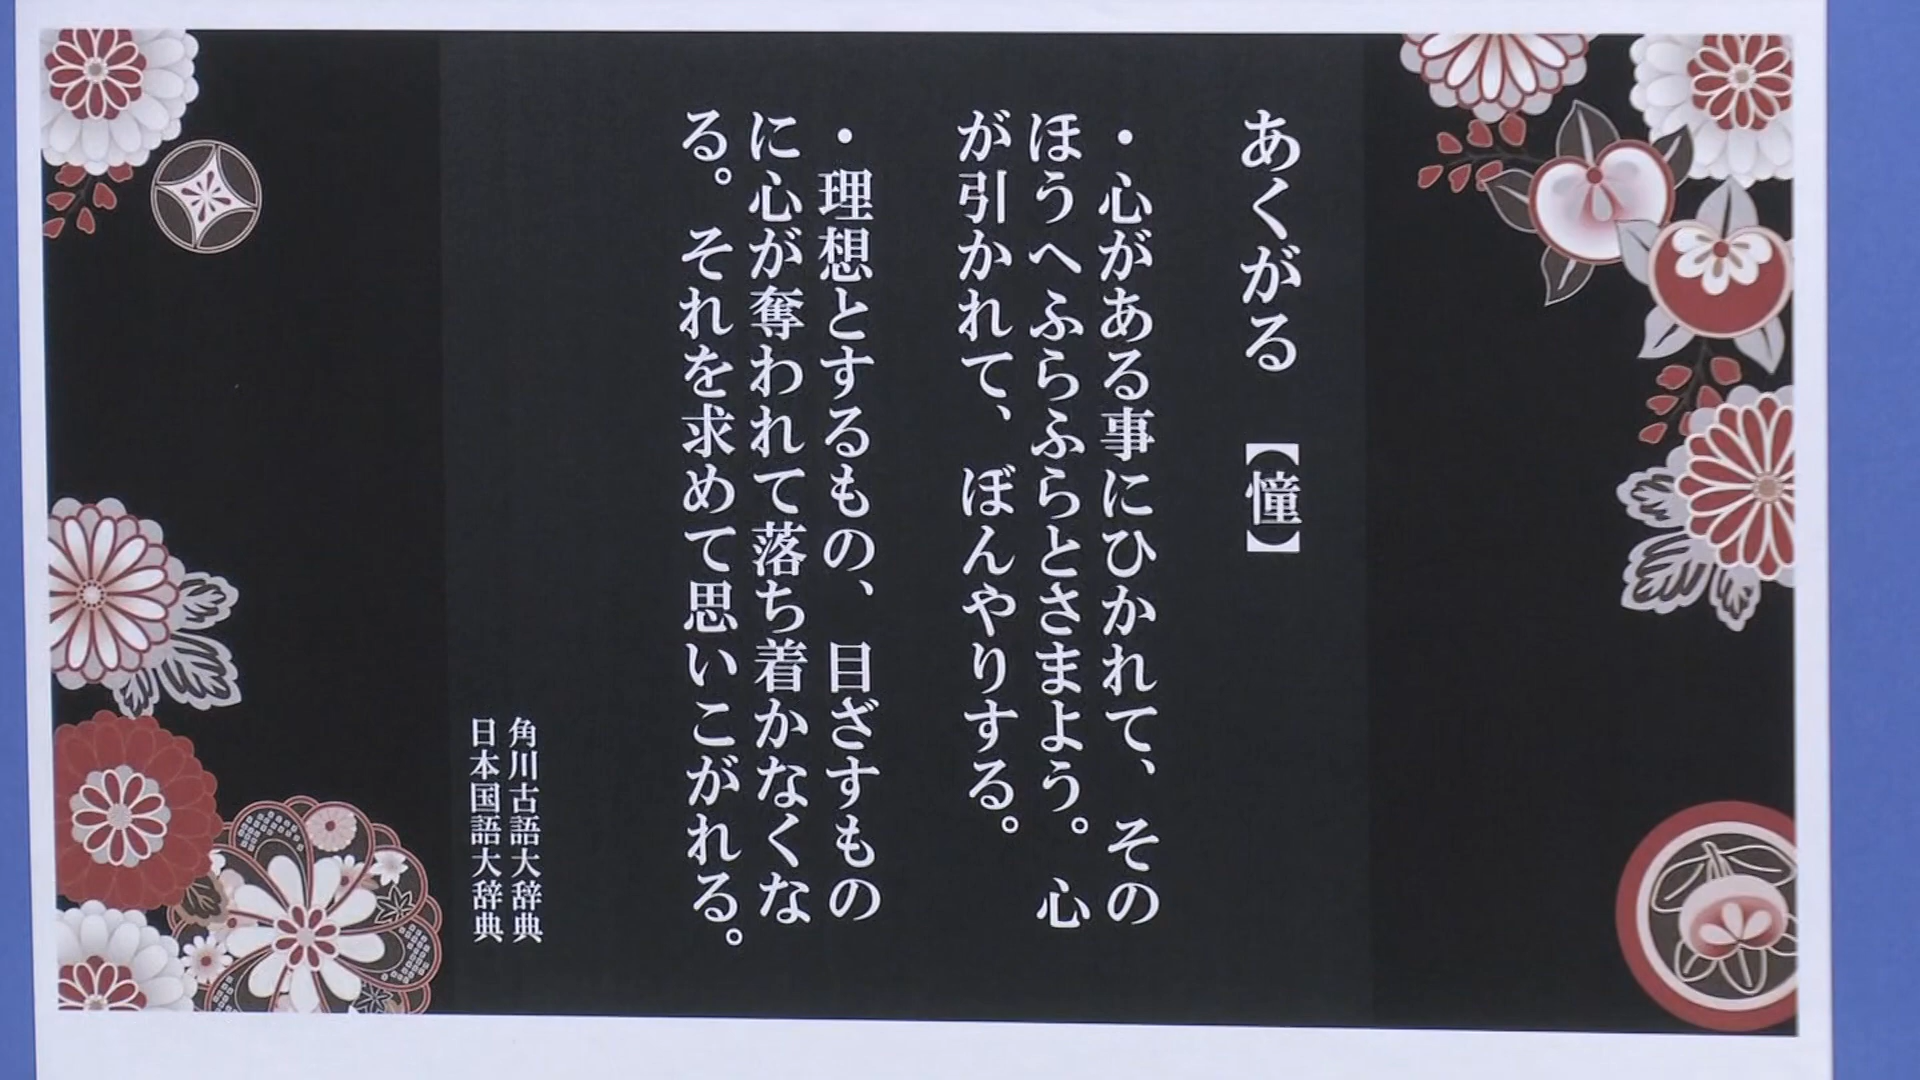 あくがる 【憧】
・心がある事にひかれて、その
ほうへふらふらとさまよう。心
が引かれて、ぼんやりする。
・理想とするもの、目ざすもの
に心が奪われて落ち着かなくな
る。それを求めて思いこがれる。
角川古語大辞典
日本国語大辞典